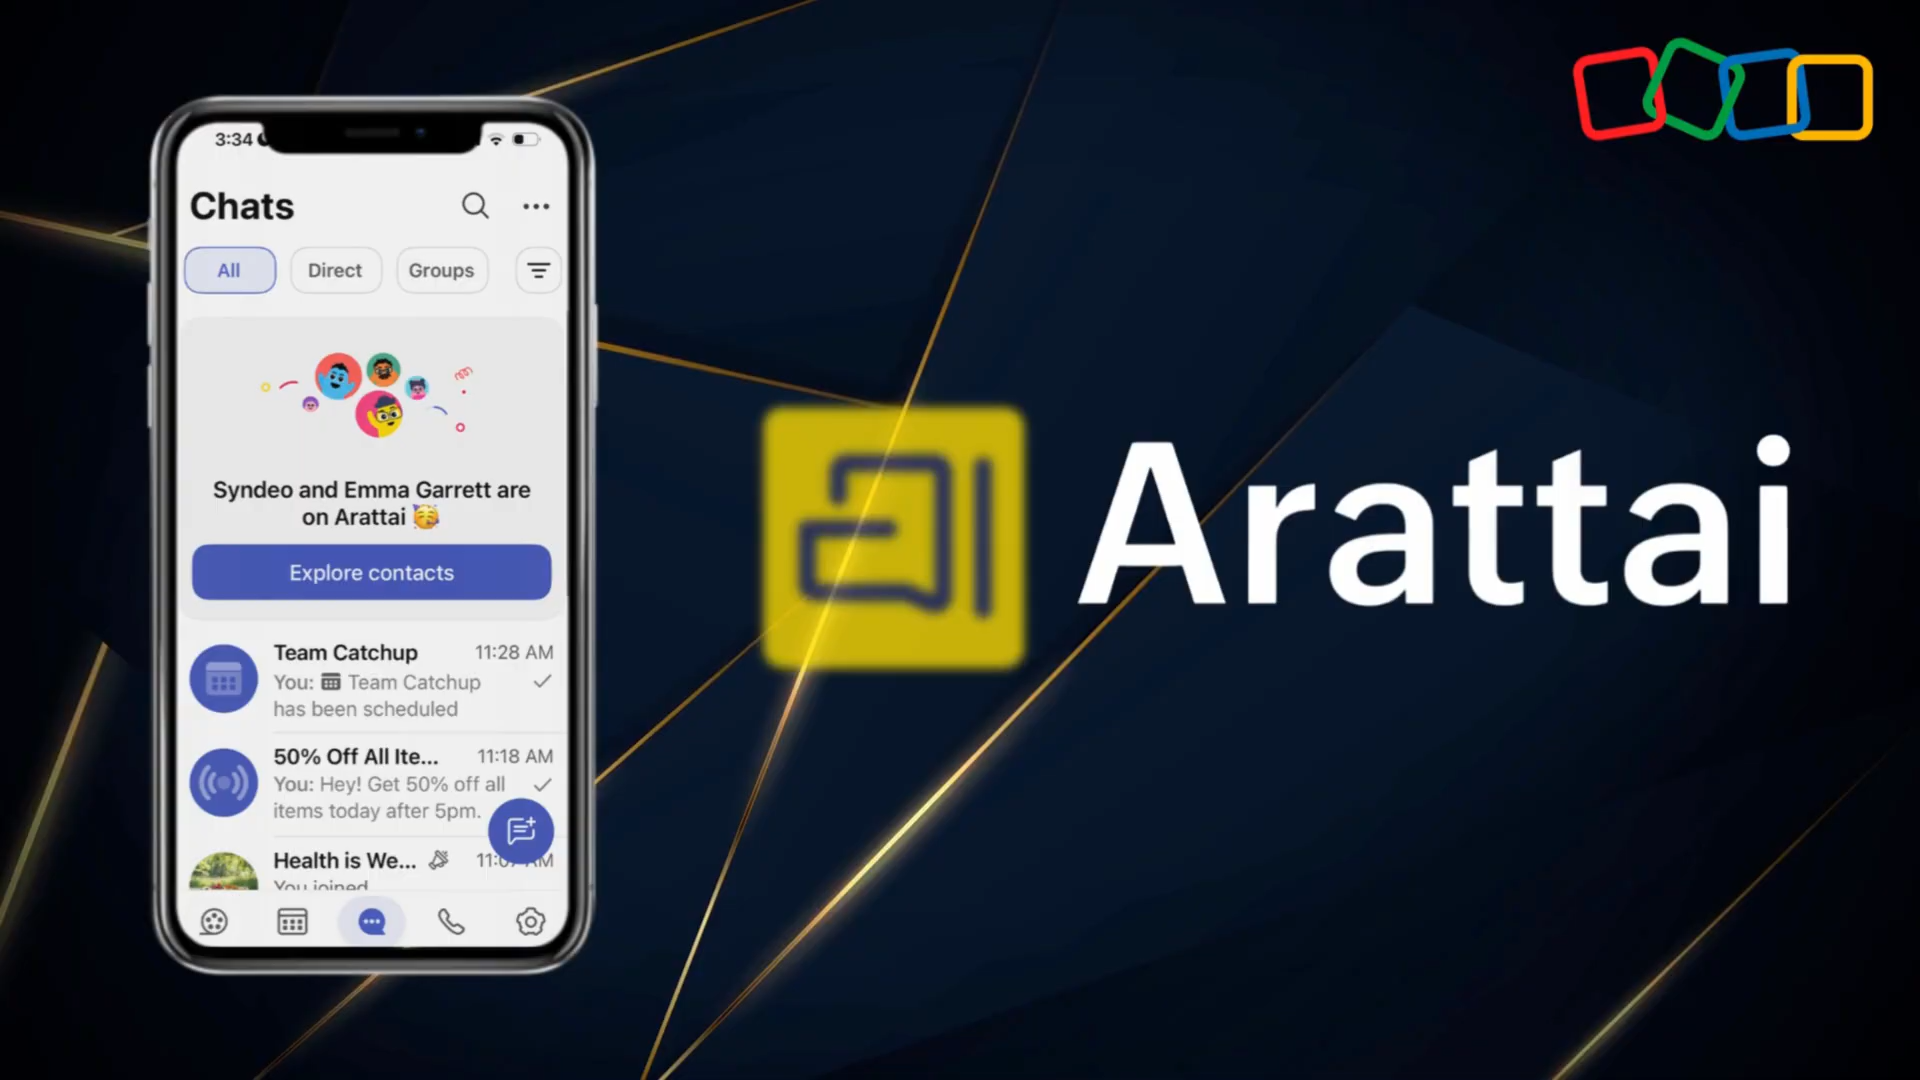 3:34
Chats
All
Direct
Groups
Syndeo and Emma Garrett are
on Arattai 🥳
Explore contacts
Team Catchup
11:28 AM
You: Team Catchup
has been scheduled
50% Off All Ite...
11:18 AM
You: Hey! Get 50% off all
items today after 5pm.
Health is We...
You joined
Arattai